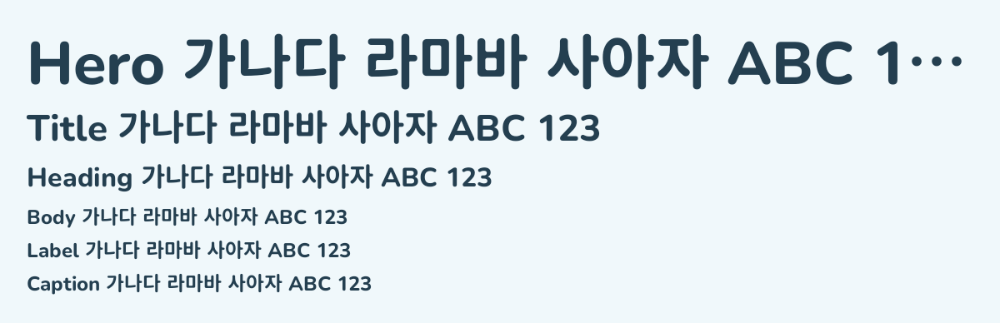 Hero 가나다 라마바 사아자 ABC 1…
Title 가나다 라마바 사아자 ABC 123
Heading 가나다 라마바 사아자 ABC 123
Body 가나다 라마바 사아자 ABC 123
Label 가나다 라마바 사아자 ABC 123
Caption 가나다 라마바 사아자 ABC 123